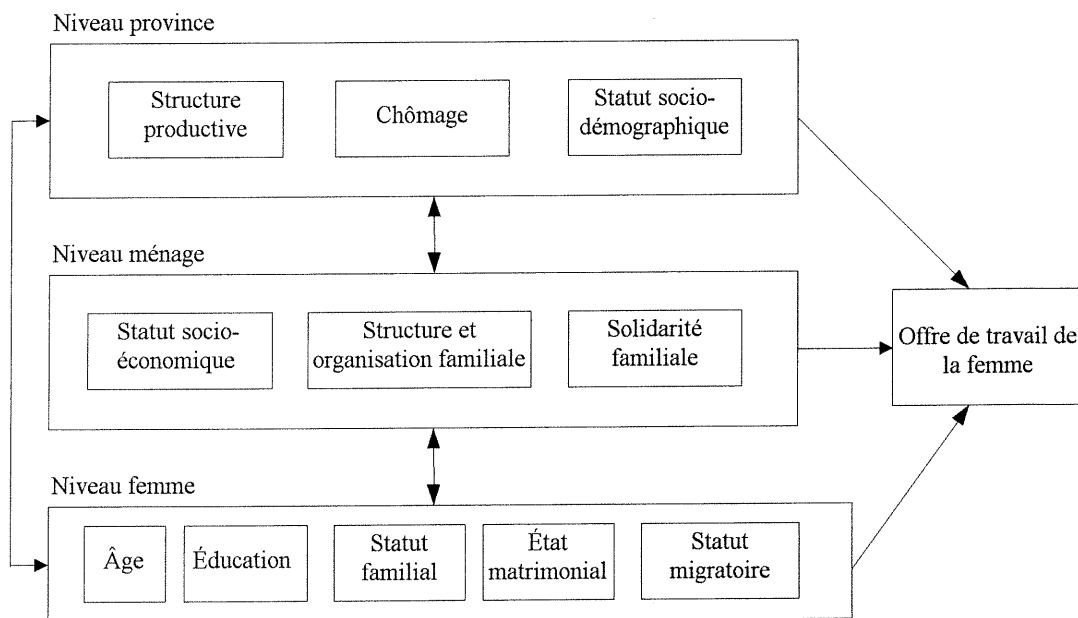 Niveau province
Structure
productive
Chômage
Statut socio-
démographique
Niveau ménage
Statut socio-
économique
Structure et
organisation familiale
Solidarité
familiale
Offre de travail de
la femme
Niveau femme
Âge
Éducation
Statut
familial
État
matrimonial
Statut
migratoire